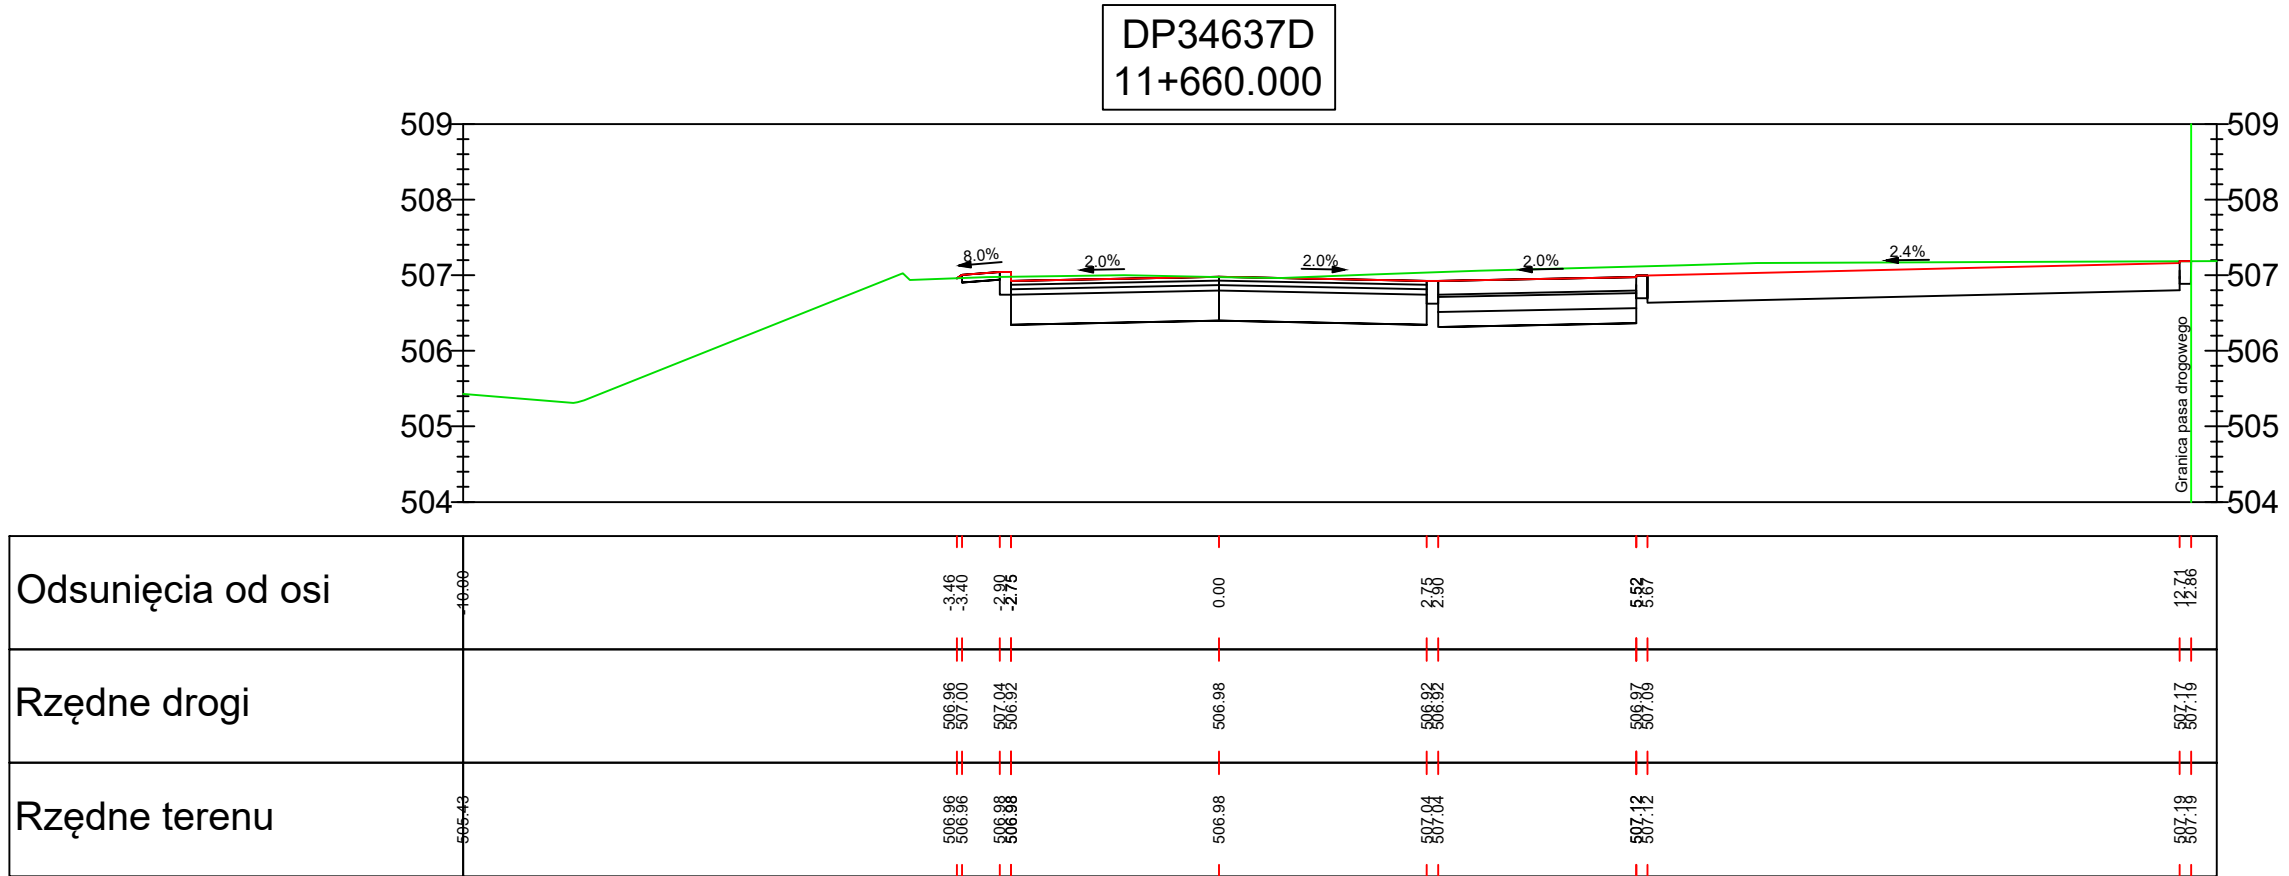 DP34637D
11+660.000
509 509
508 508
507 507
506 506
505 505
504 504
8.0% 2.0% 2.0% 2.0% 2.4%
Granica pasa drogowego
Odsunięcia od osi -10.00 -3.46 -3.40 -2.90 -2.75 0.00 2.75 2.90 5.52 5.67 12.71 12.86
Rzędne drogi 506.96 507.00 507.04 506.92 506.98 506.92 506.92 506.97 507.09 507.17 507.19
Rzędne terenu 505.43 506.96 506.96 506.98 506.98 506.98 507.04 507.04 507.12 507.12 507.19 507.19